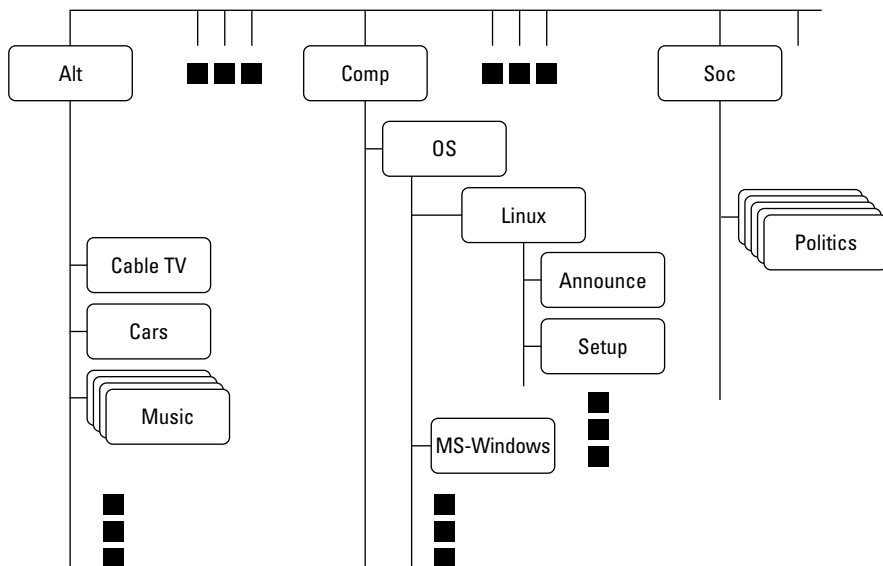 Alt
Comp
Soc
OS
Linux
Politics
Cable TV
Announce
Cars
Setup
Music
MS-Windows